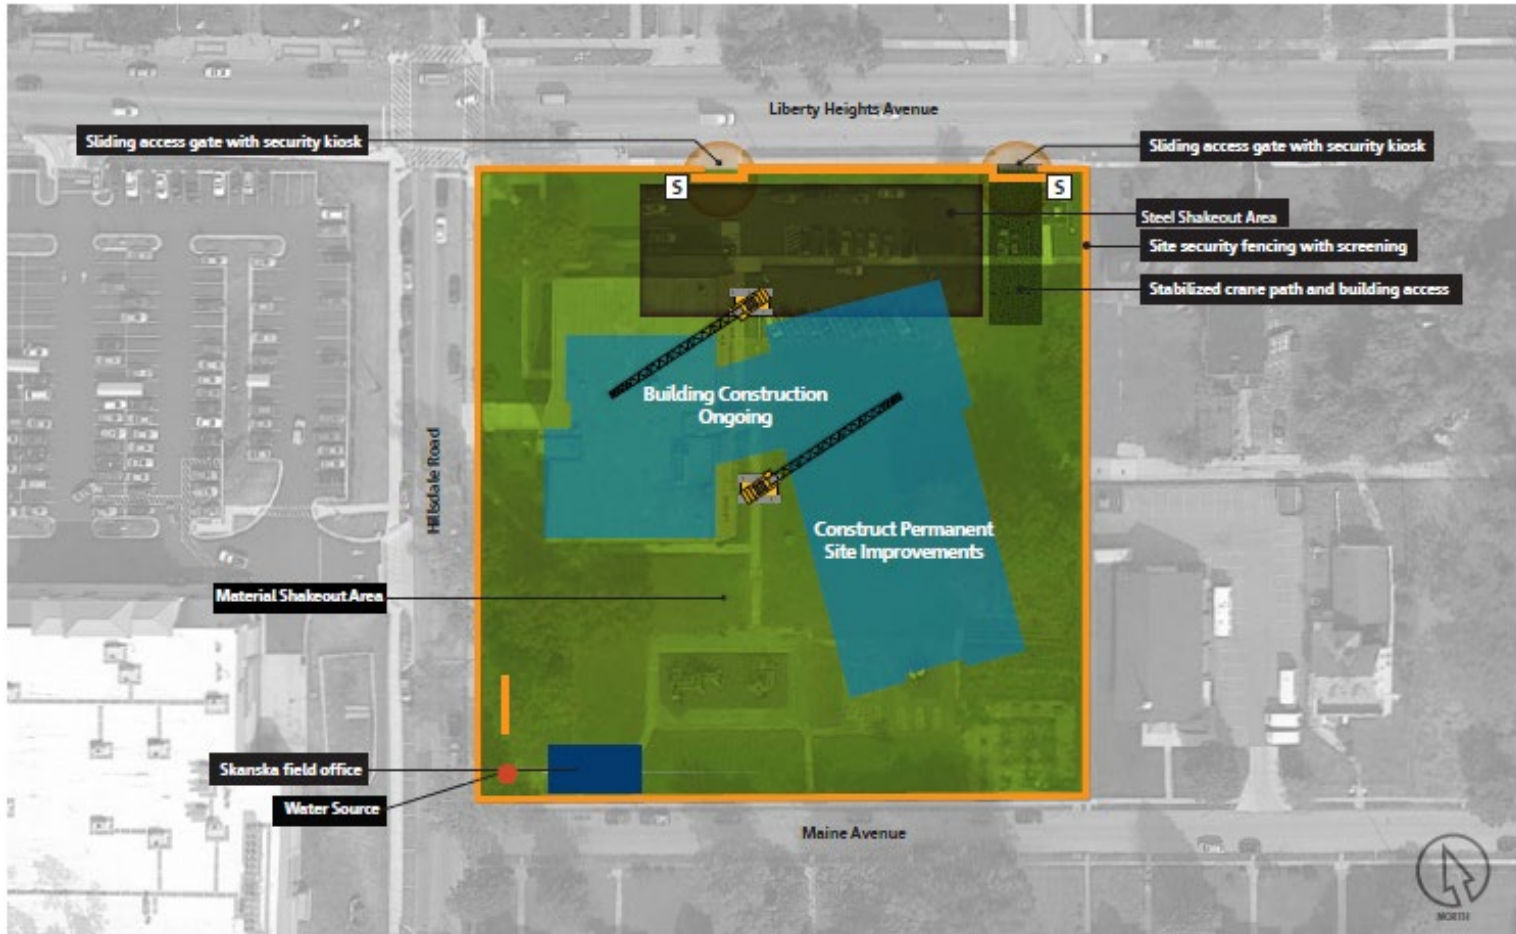 Liberty Heights Avenue
Sliding access gate with security kiosk
Sliding access gate with security kiosk
S
S
Steel Shakeout Area
Site security fencing with screening
Stabilized crane path and building access
Building Construction
Ongoing
Hillsdale Road
Construct Permanent
Site Improvements
Material Shakeout Area
Skanska field office
Water Source
Maine Avenue
NORTH